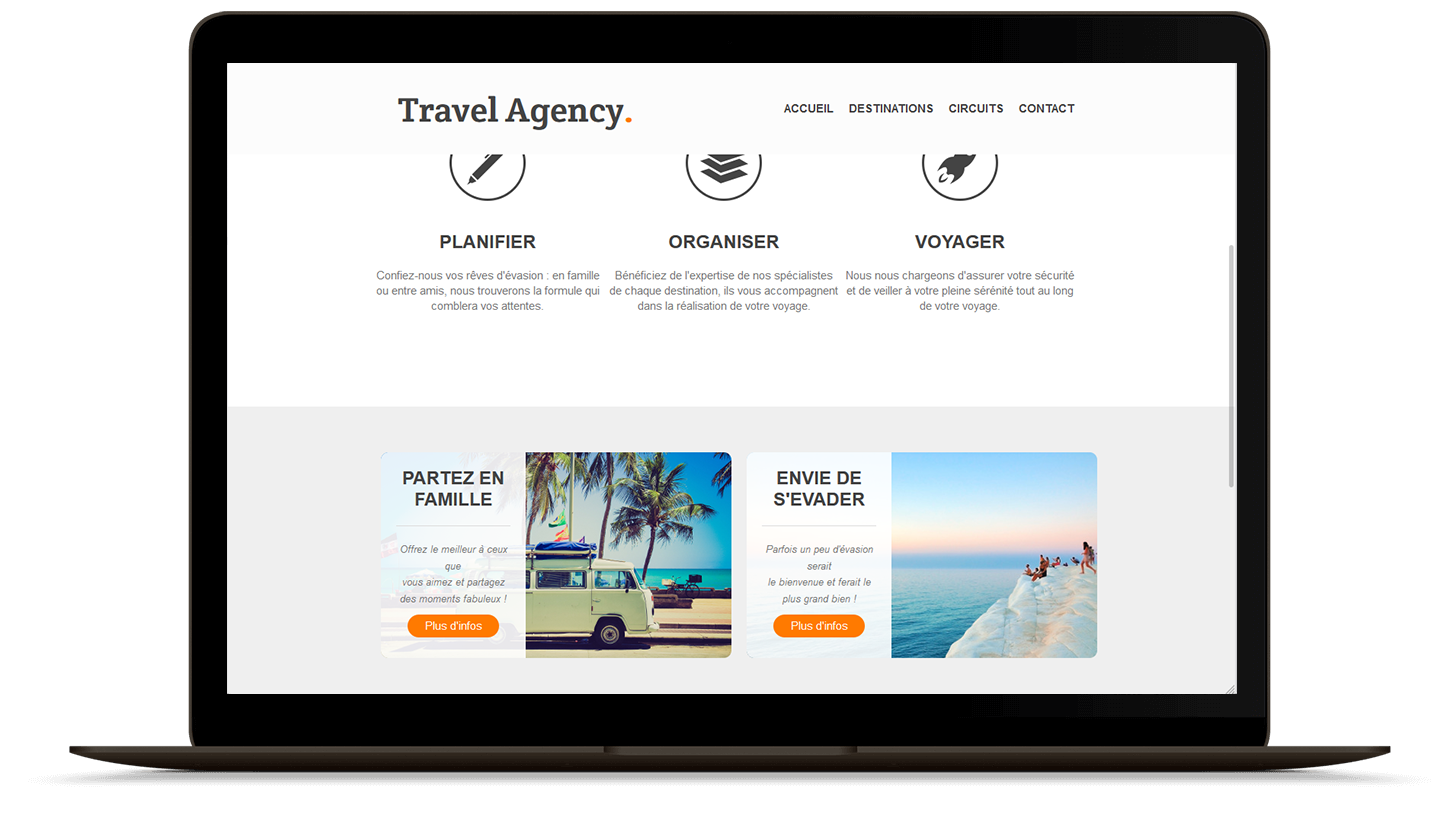 Travel Agency.
ACCUEIL DESTINATIONS CIRCUITS CONTACT
PLANIFIER
Confiez-nous vos rêves d'évasion : en famille
ou entre amis, nous trouverons la formule qui
comblera vos attentes.
ORGANISER
Bénéficiez de l'expertise de nos spécialistes
de chaque destination, ils vous accompagnent
dans la réalisation de votre voyage.
VOYAGER
Nous nous chargeons d'assurer votre sécurité
et de veiller à votre pleine sérénité tout au long
de votre voyage.
PARTEZ EN
FAMILLE
Offrez le meilleur à ceux
que
vous aimez et partagez
des moments fabuleux !
Plus d'infos
ENVIE DE
S'EVADER
Parfois un peu d'évasion
serait
le bienvenue et ferait le
plus grand bien !
Plus d'infos